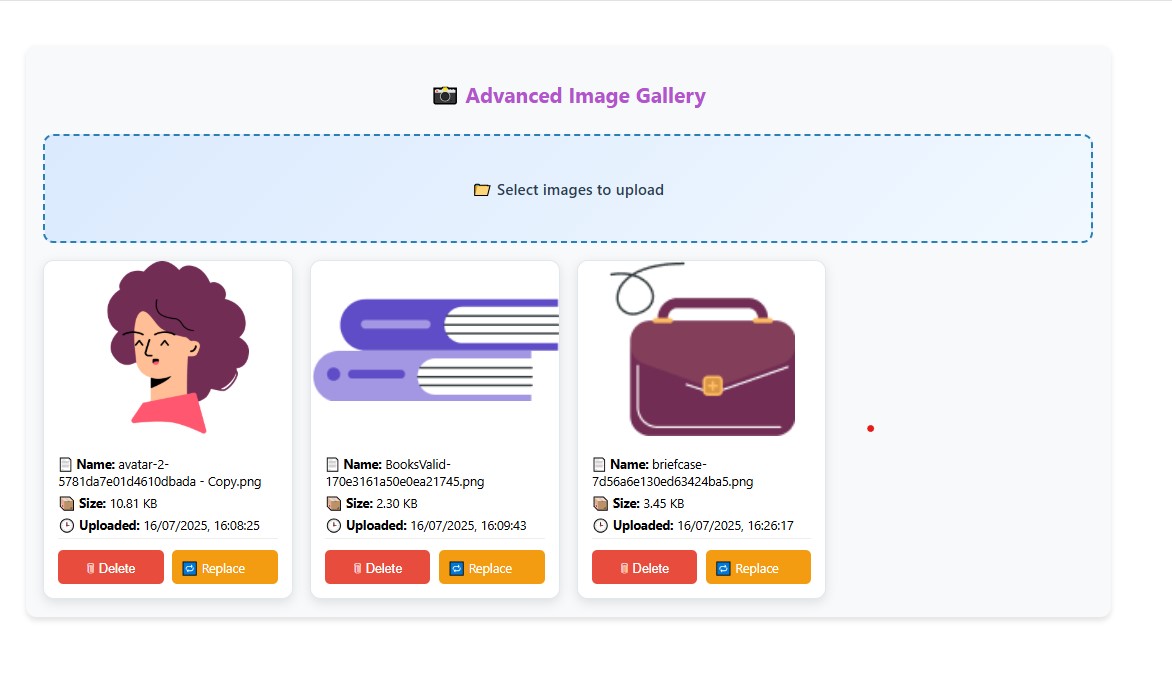 Advanced Image Gallery
Select images to upload
Name: avatar-2-
5781da7e01d4610dbada - Copy.png
Size: 10.81 KB
Uploaded: 16/07/2025, 16:08:25
Delete Replace
Name: BooksValid-
170e3161a50e0ea21745.png
Size: 2.30 KB
Uploaded: 16/07/2025, 16:09:43
Delete Replace
Name: briefcase-
7d56a6e130ed63424ba5.png
Size: 3.45 KB
Uploaded: 16/07/2025, 16:26:17
Delete Replace